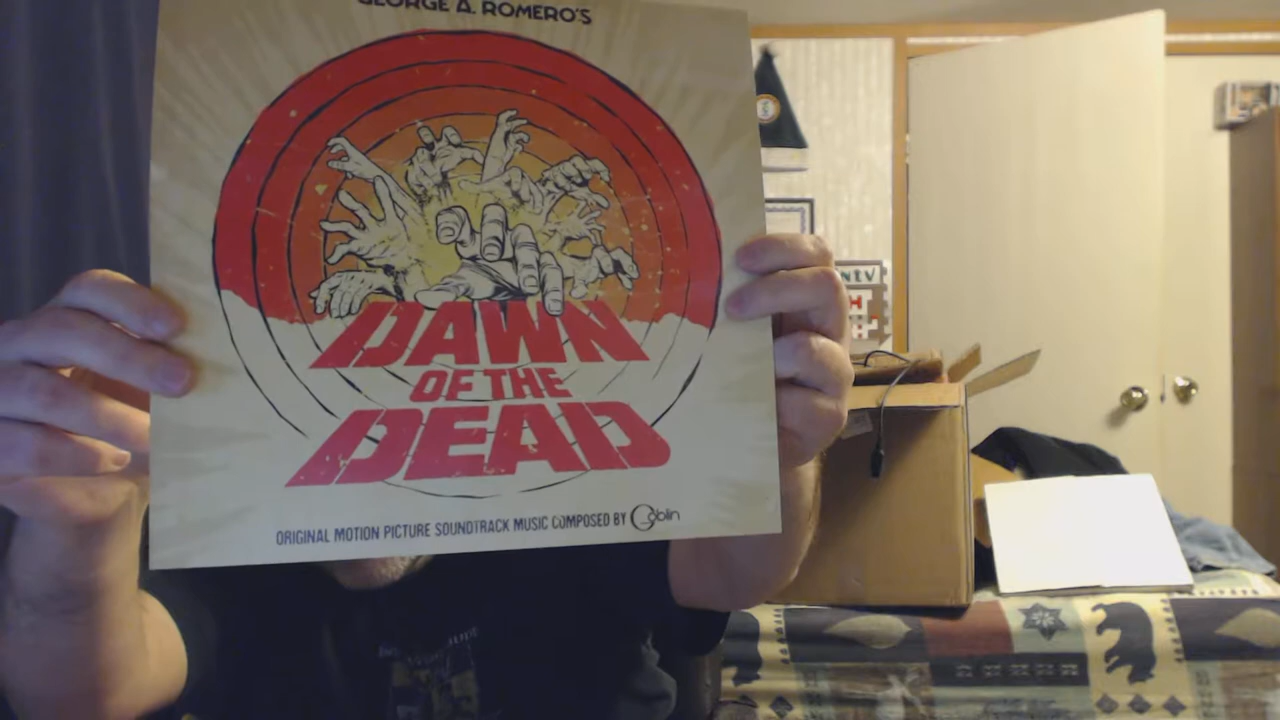 GEORGE A. ROMERO'S
DAWN
OF THE
DEAD
ORIGINAL MOTION PICTURE SOUNDTRACK MUSIC COMPOSED BY Goblin